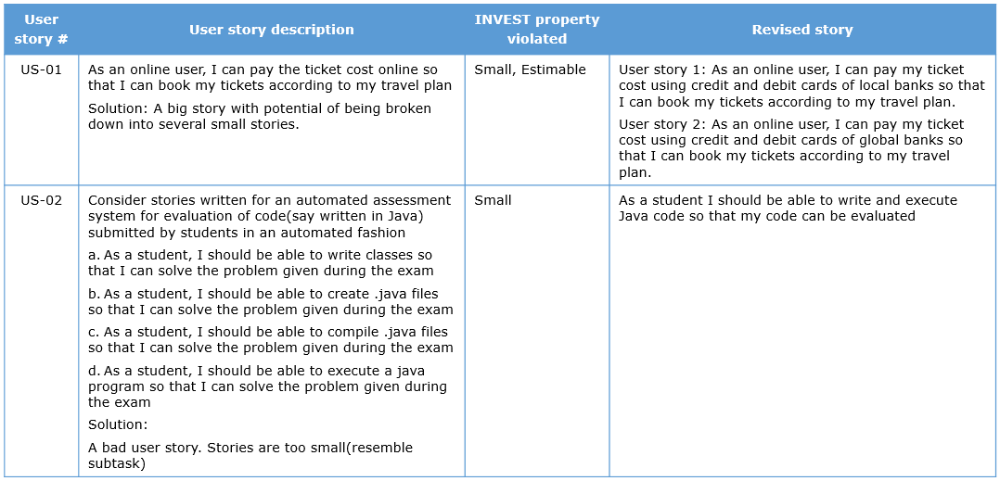 User
story #
User story description
INVEST property
violated
Revised story
US-01
As an online user, I can pay the ticket cost online so
that I can book my tickets according to my travel plan
Solution: A big story with potential of being broken
down into several small stories.
Small, Estimable
User story 1: As an online user, I can pay my ticket
cost using credit and debit cards of local banks so that
I can book my tickets according to my travel plan.
User story 2: As an online user, I can pay my ticket
cost using credit and debit cards of global banks so
that I can book my tickets according to my travel
plan.
US-02
Consider stories written for an automated assessment
system for evaluation of code(say written in Java)
submitted by students in an automated fashion
a. As a student, I should be able to write classes so
that I can solve the problem given during the exam
b. As a student, I should be able to create .java files
so that I can solve the problem given during the exam
c. As a student, I should be able to compile .java files
so that I can solve the problem given during the exam
d. As a student, I should be able to execute a java
program so that I can solve the problem given during
the exam
Solution:
A bad user story. Stories are too small(resemble
subtask)
Small
As a student I should be able to write and execute
Java code so that my code can be evaluated